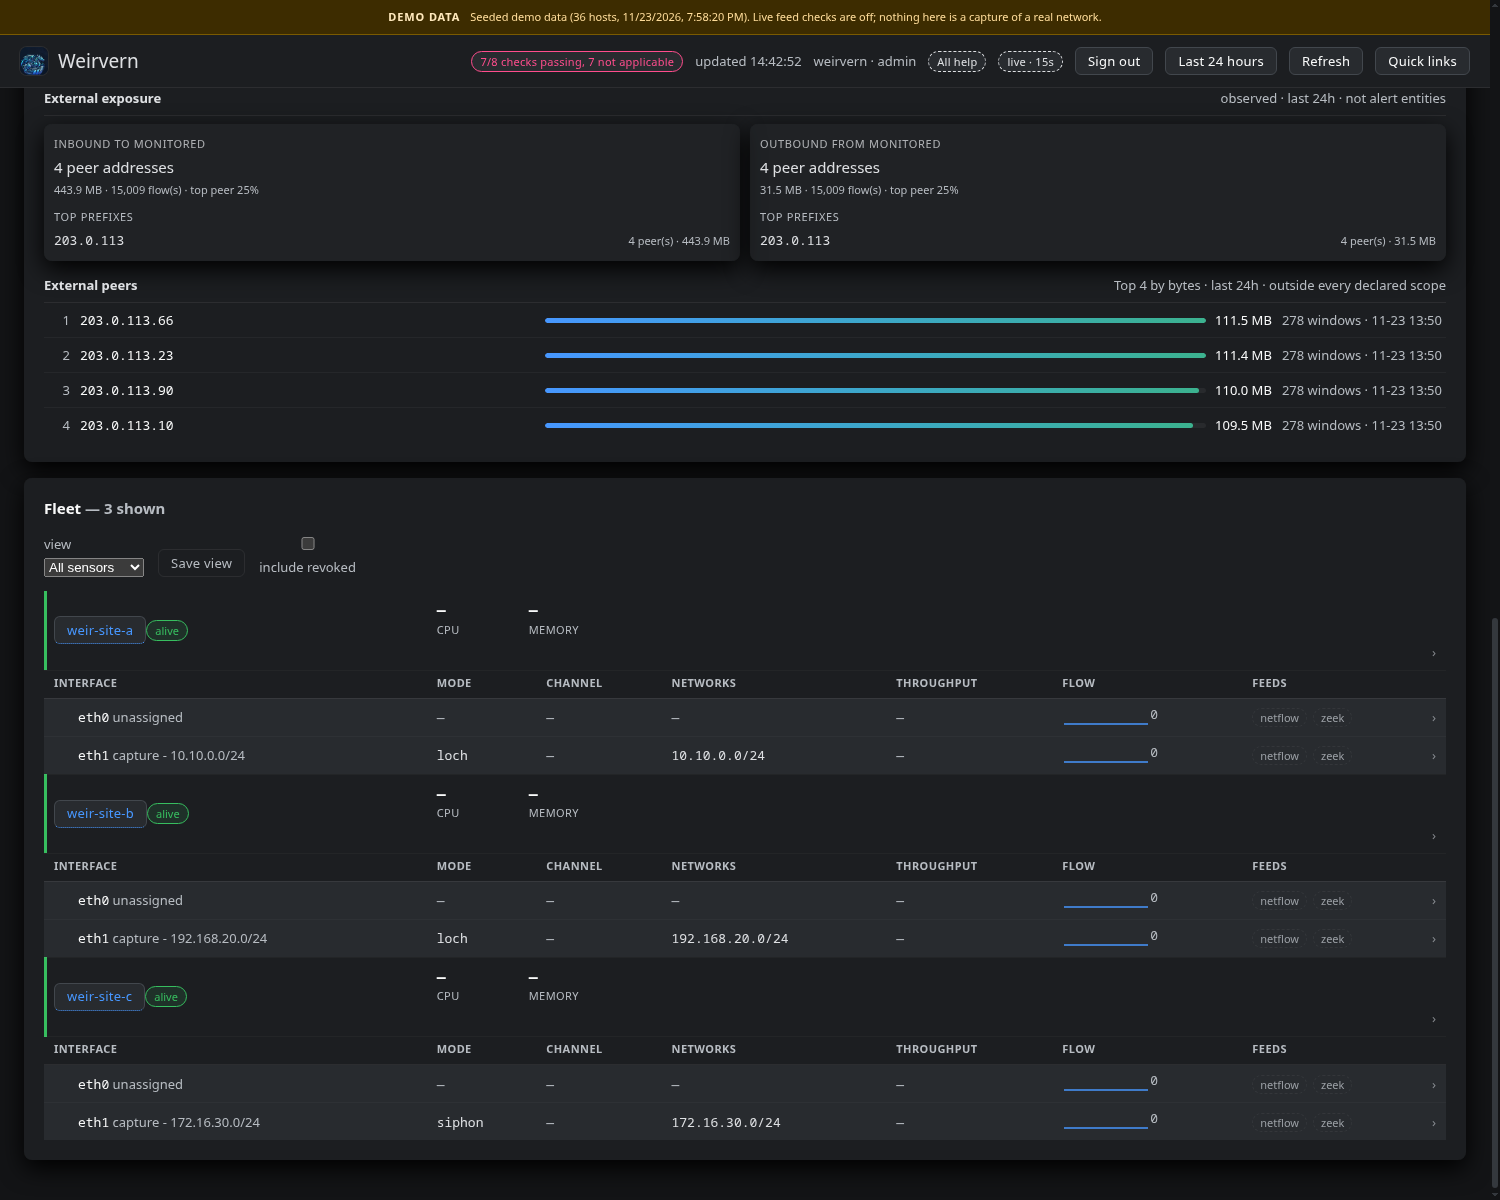 DEMO DATA Seeded demo data (36 hosts, 11/23/2026, 7:58:20 PM). Live feed checks are off; nothing here is a capture of a real network.
Weirvern 7/8 checks passing, 7 not applicable updated 14:42:52 weirvern · admin All help live · 15s Sign out Last 24 hours Refresh Quick links
External exposure observed · last 24h · not alert entities
INBOUND TO MONITORED
4 peer addresses
443.9 MB · 15,009 flow(s) · top peer 25%
TOP PREFIXES
203.0.113 4 peer(s) · 443.9 MB
OUTBOUND FROM MONITORED
4 peer addresses
31.5 MB · 15,009 flow(s) · top peer 25%
TOP PREFIXES
203.0.113 4 peer(s) · 31.5 MB
External peers Top 4 by bytes · last 24h · outside every declared scope
1 203.0.113.66 111.5 MB 278 windows · 11-23 13:50
2 203.0.113.23 111.4 MB 278 windows · 11-23 13:50
3 203.0.113.90 110.0 MB 278 windows · 11-23 13:50
4 203.0.113.10 109.5 MB 278 windows · 11-23 13:50
Fleet — 3 shown
view
All sensors Save view include revoked
— —
weir-site-a alive CPU MEMORY
›
INTERFACE MODE CHANNEL NETWORKS THROUGHPUT FLOW FEEDS
eth0 unassigned — — — — 0 netflow zeek ›
eth1 capture - 10.10.0.0/24 loch — 10.10.0.0/24 — 0 netflow zeek ›
— —
weir-site-b alive CPU MEMORY
›
INTERFACE MODE CHANNEL NETWORKS THROUGHPUT FLOW FEEDS
eth0 unassigned — — — — 0 netflow zeek ›
eth1 capture - 192.168.20.0/24 loch — 192.168.20.0/24 — 0 netflow zeek ›
— —
weir-site-c alive CPU MEMORY
›
INTERFACE MODE CHANNEL NETWORKS THROUGHPUT FLOW FEEDS
eth0 unassigned — — — — 0 netflow zeek ›
eth1 capture - 172.16.30.0/24 siphon — 172.16.30.0/24 — 0 netflow zeek ›